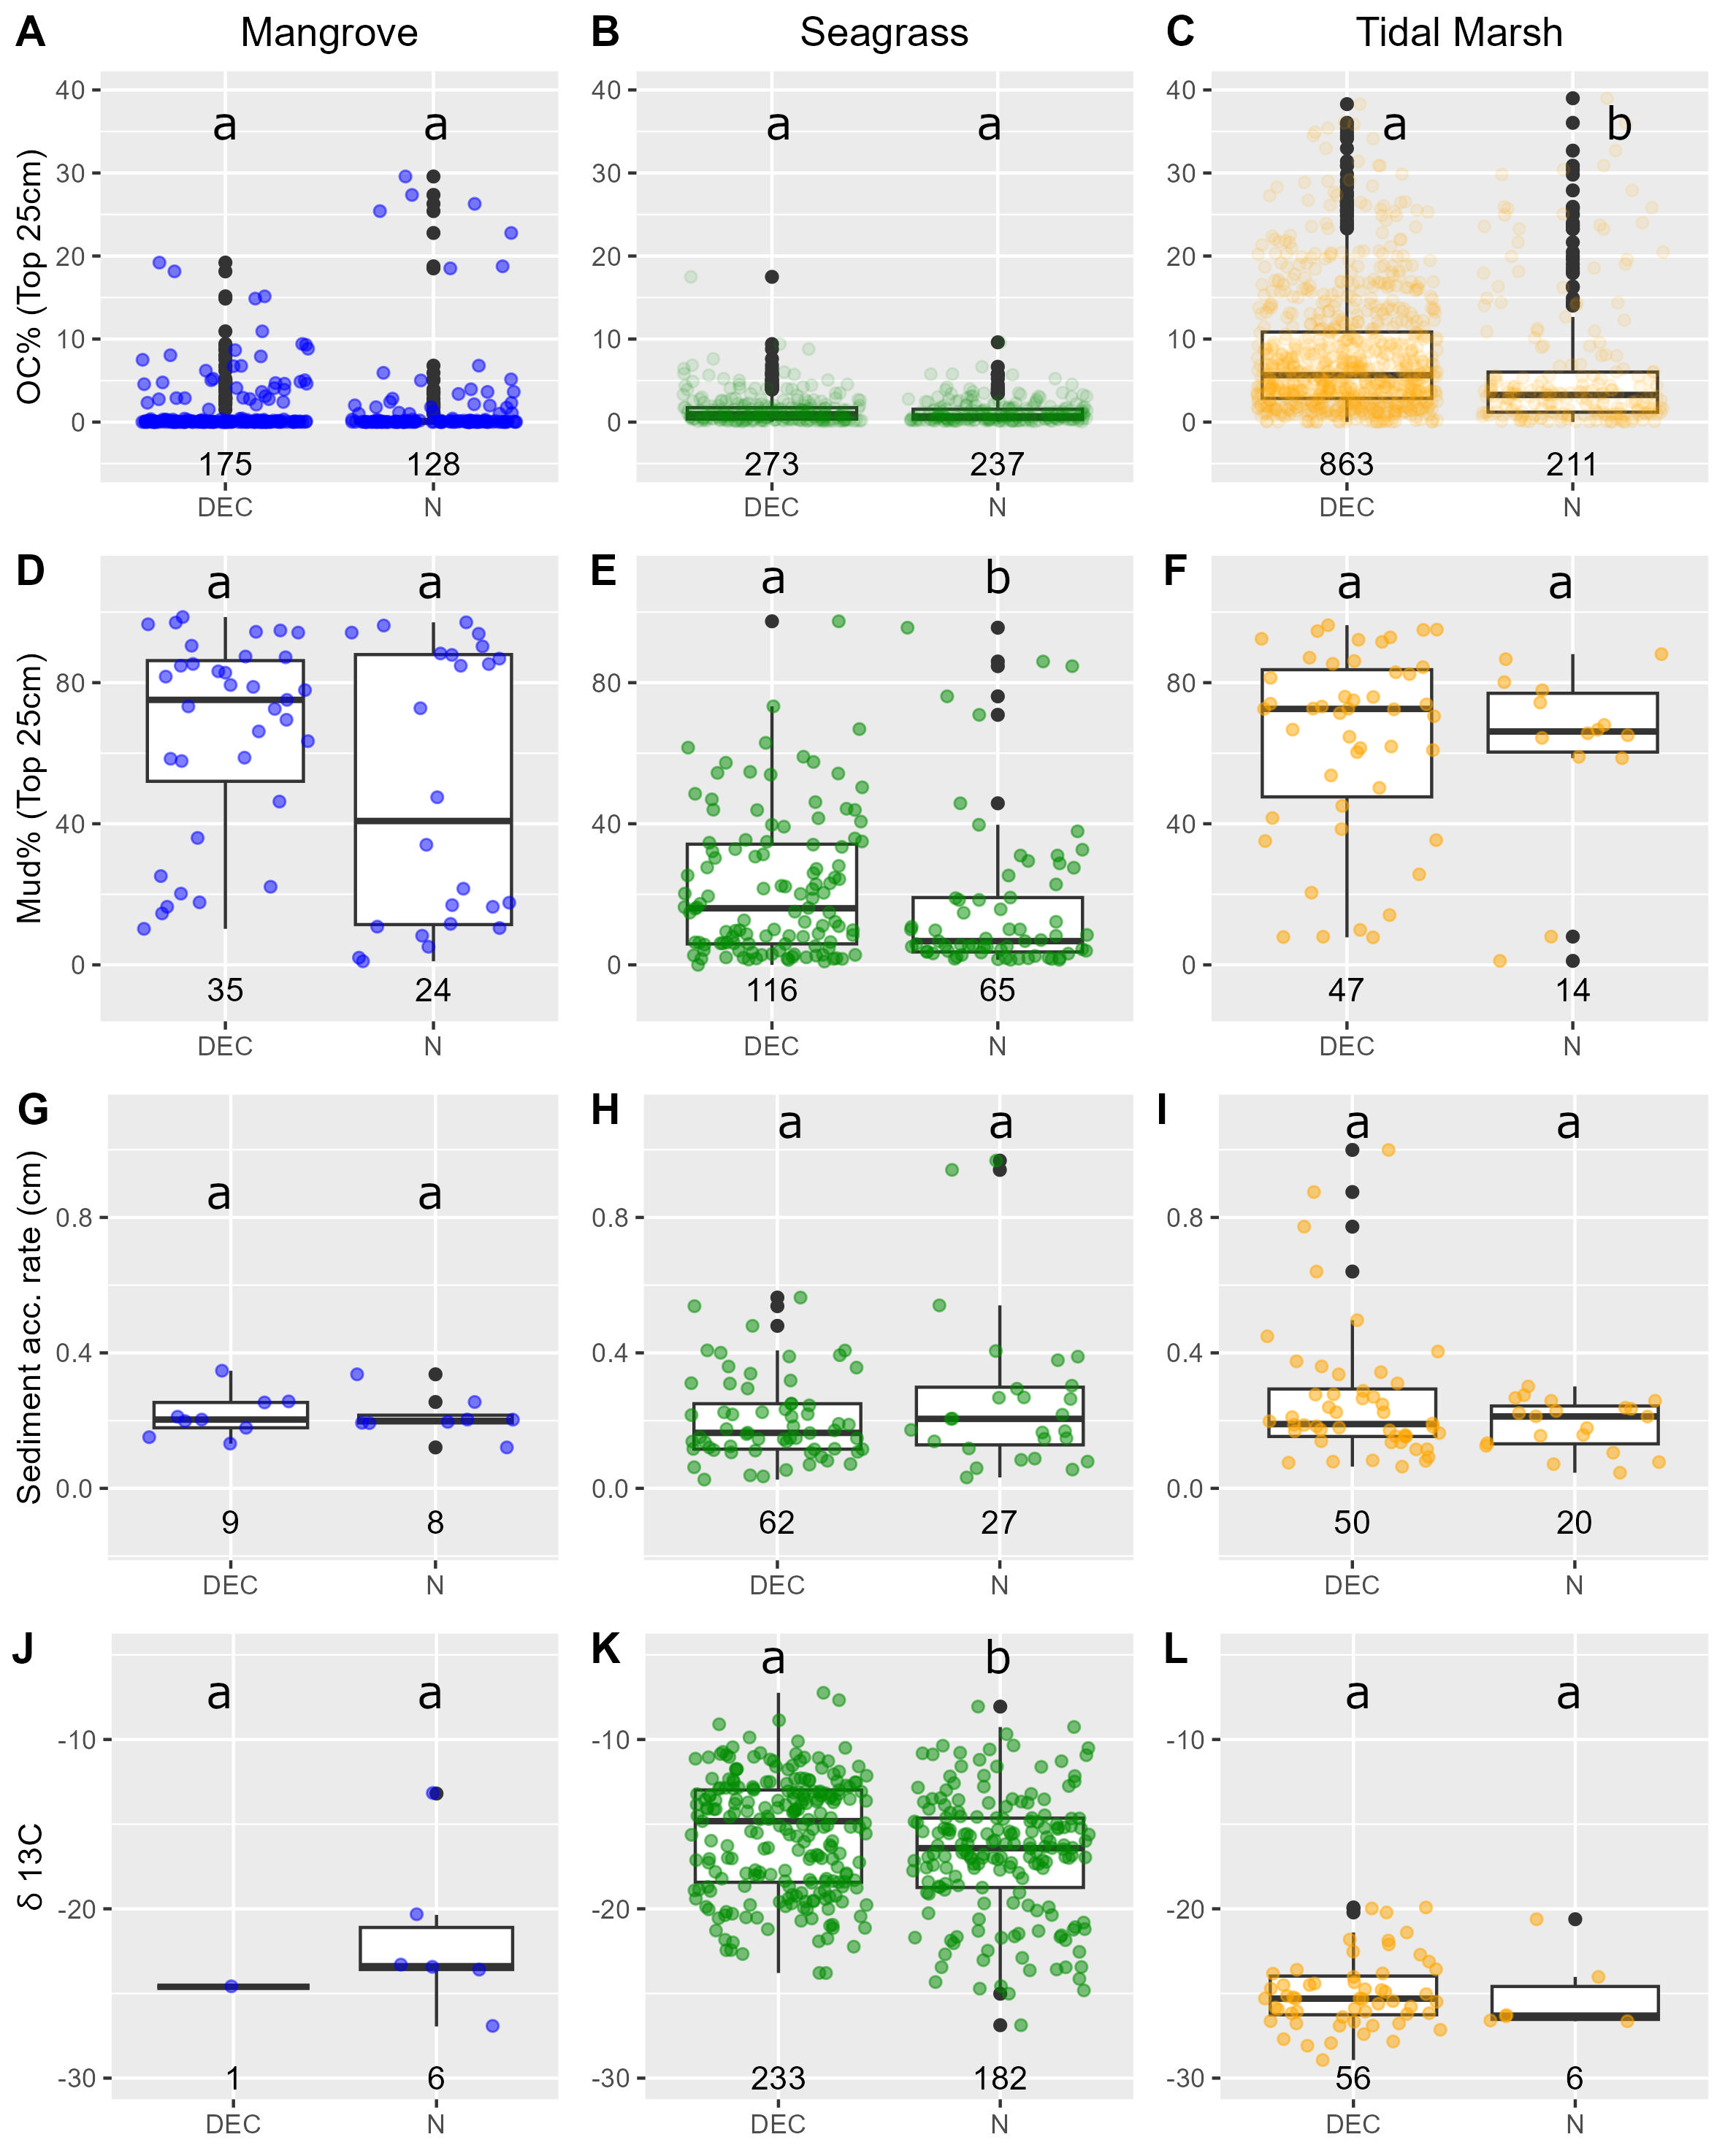 A Mangrove B Seagrass C Tidal Marsh
OC% (Top 25cm)
40 40 40
a a a a a b
30 30 30
20 20 20
10 10 10
0 0 0
175 128 273 237 863 211
DEC N DEC N DEC N
D E F
Mud% (Top 25cm)
a a a b a a
80 80 80
40 40 40
0 0 0
35 24 116 65 47 14
DEC N DEC N DEC N
G H I
Sediment acc. rate (cm)
a a a a a a
0.8 0.8 0.8
0.4 0.4 0.4
0.0 0.0 0.0
9 8 62 27 50 20
DEC N DEC N DEC N
J K L
δ 13C
a a a b a a
-10 -10 -10
-20 -20 -20
-30 -30 -30
1 6 233 182 56 6
DEC N DEC N DEC N